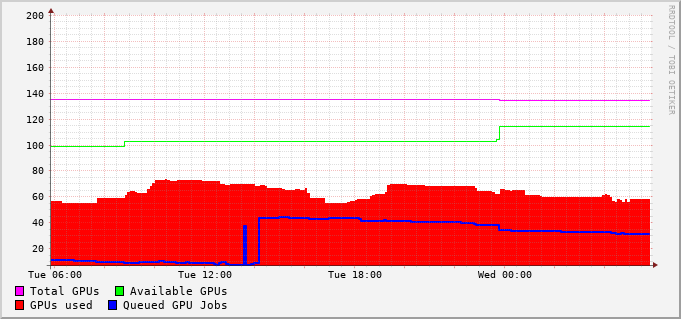 200
180
160
140
120
100
80
60
40
20
Tue 06:00 Tue 12:00 Tue 18:00 Wed 00:00
Total GPUs Available GPUs
GPUs used Queued GPU Jobs
RRDTOOL / TOBI OETIKER